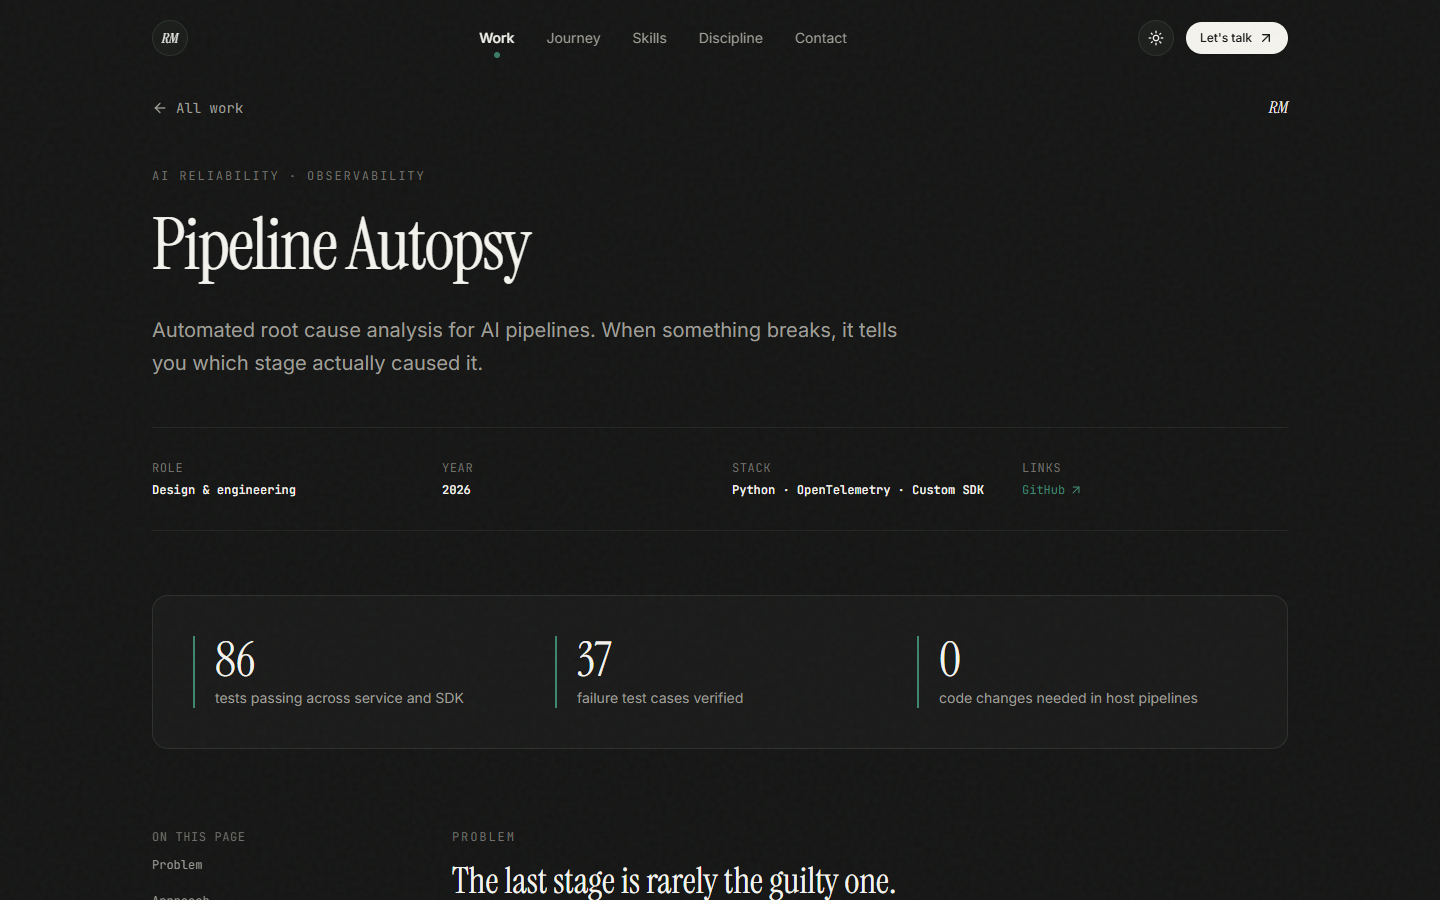 RM
Work Journey Skills Discipline Contact
Let's talk
← All work
RM
AI RELIABILITY · OBSERVABILITY
Pipeline Autopsy
Automated root cause analysis for AI pipelines. When something breaks, it tells
you which stage actually caused it.
ROLE
Design & engineering
YEAR
2026
STACK
Python · OpenTelemetry · Custom SDK
LINKS
GitHub ↗
86
tests passing across service and SDK
37
failure test cases verified
0
code changes needed in host pipelines
ON THIS PAGE
Problem
Approach
PROBLEM
The last stage is rarely the guilty one.